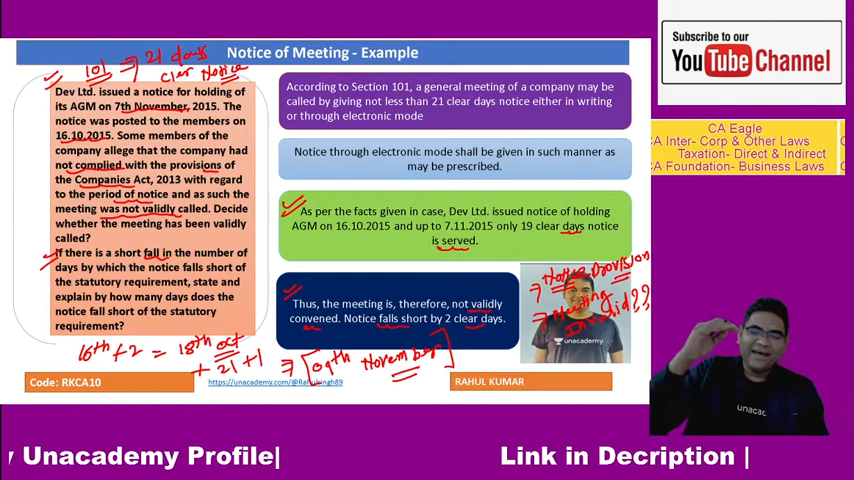 Notice of Meeting - Example
101 ⇒ 21 days
Clear Notice
Dev Ltd. issued a notice for holding of
its AGM on 7th November, 2015. The
notice was posted to the members on
16.10.2015. Some members of the
company allege that the company had
not complied with the provisions of
the Companies Act, 2013 with regard
to the period of notice and as such the
meeting was not validly called. Decide
whether the meeting has been validly
called?
If there is a short fall in the number of
days by which the notice falls short of
the statutory requirement, state and
explain by how many days does the
notice fall short of the statutory
requirement?
16th + 2 = 18th oct
+ 21 + 1
⇒ [09th November]
According to Section 101, a general meeting of a company may be
called by giving not less than 21 clear days notice either in writing
or through electronic mode
Notice through electronic mode shall be given in such manner as
may be prescribed.
As per the facts given in case, Dev Ltd. issued notice of holding
AGM on 16.10.2015 and up to 7.11.2015 only 19 clear days notice
is served.
Thus, the meeting is, therefore, not validly
convened. Notice falls short by 2 clear days.
⇒ Notice Provision
⇒ Meeting
Invalid??
unacademy
Code: RKCA10
https://unacademy.com/@Rahulsingh89
RAHUL KUMAR
Subscribe to our
YouTube Channel
CA Eagle
CA Inter- Corp & Other Laws
Taxation- Direct & Indirect
CA Foundation- Business Laws
unacad
y Unacademy Profile|
Link in Decription |